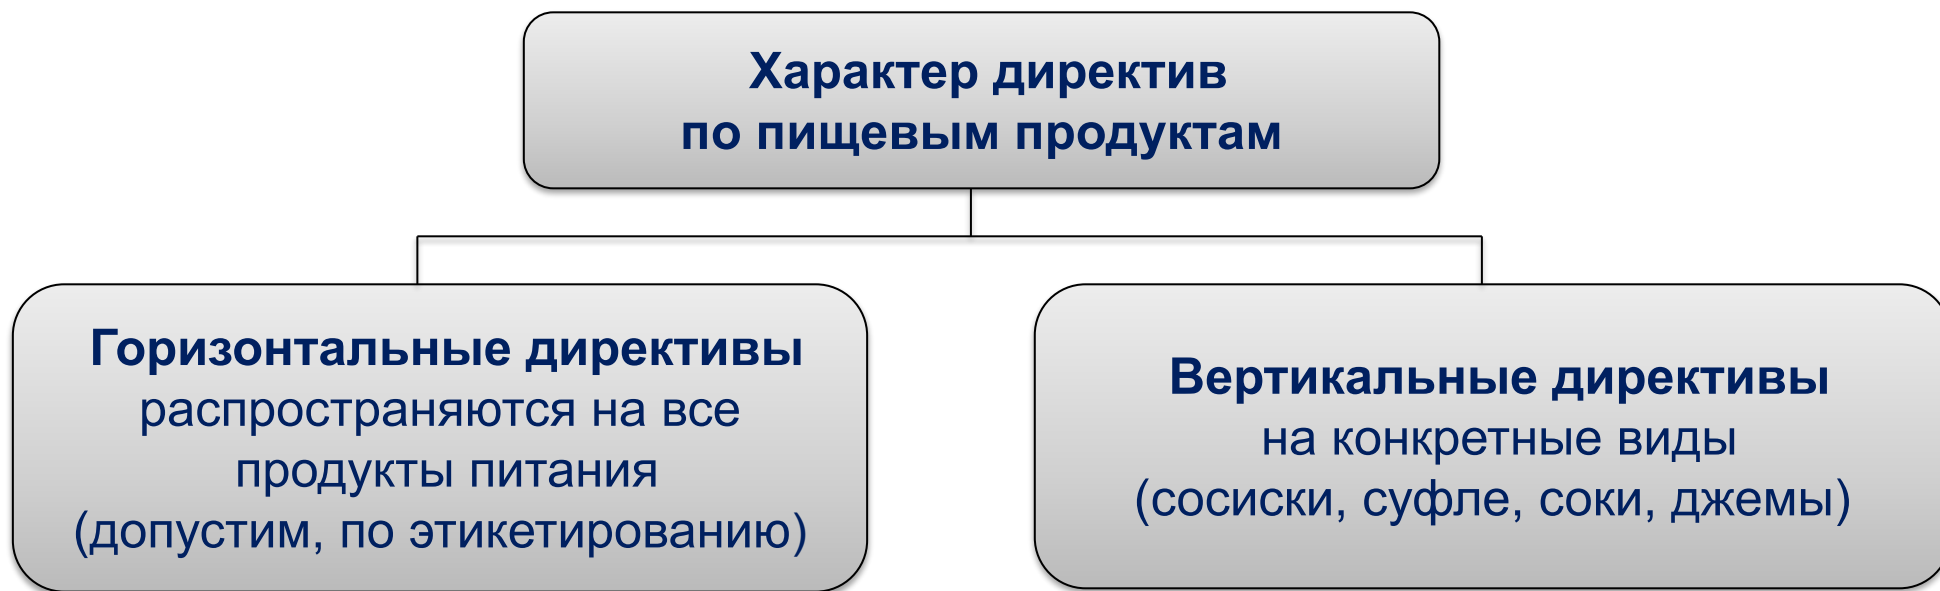 Характер директив
по пищевым продуктам
Горизонтальные директивы
распространяются на все
продукты питания
(допустим, по этикетированию)
Вертикальные директивы
на конкретные виды
(сосиски, суфле, соки, джемы)